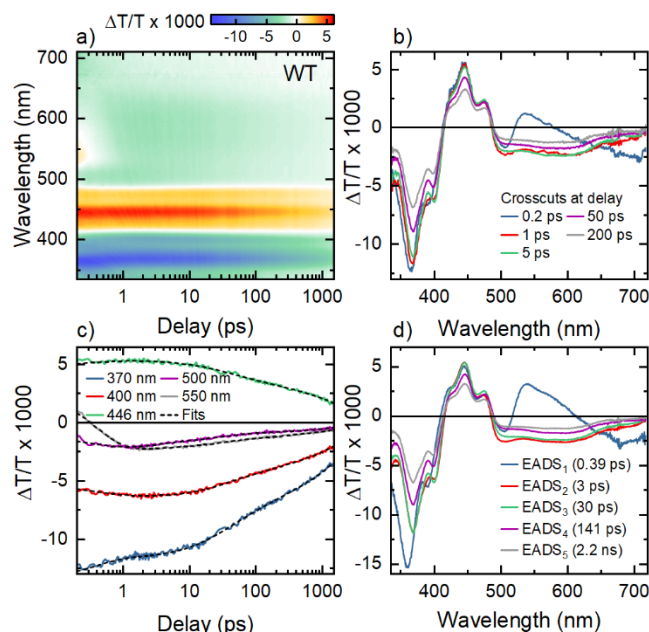 ΔT/T x 1000
-10 -5 0 5
a)
WT
700
600
500
400
Wavelength (nm)
1 10 100 1000
Delay (ps)
b)
5
0
-5
-10
ΔT/T x 1000
Crosscuts at delay
0.2 ps 50 ps
1 ps 200 ps
5 ps
400 500 600 700
Wavelength (nm)
c)
5
0
-5
-10
ΔT/T x 1000
370 nm 500 nm
400 nm 550 nm
446 nm Fits
1 10 100 1000
Delay (ps)
d)
5
0
-5
-10
-15
ΔT/T x 1000
EADS₁ (0.39 ps)
EADS₂ (3 ps)
EADS₃ (30 ps)
EADS₄ (141 ps)
EADS₅ (2.2 ns)
400 500 600 700
Wavelength (nm)